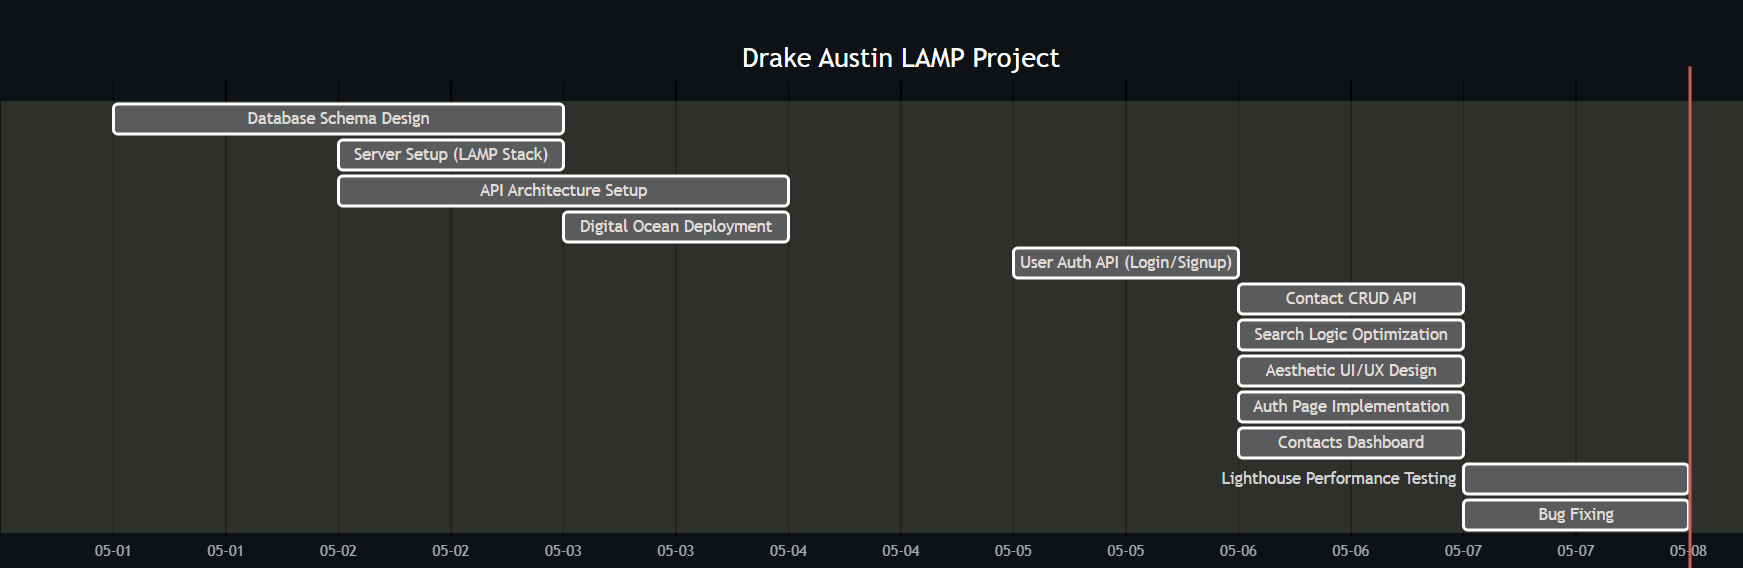 Drake Austin LAMP Project
Database Schema Design
Server Setup (LAMP Stack)
API Architecture Setup
Digital Ocean Deployment
User Auth API (Login/Signup)
Contact CRUD API
Search Logic Optimization
Aesthetic UI/UX Design
Auth Page Implementation
Contacts Dashboard
Lighthouse Performance Testing
Bug Fixing
05-01 05-01 05-02 05-02 05-03 05-03 05-04 05-04 05-05 05-05 05-06 05-06 05-07 05-07 05-08